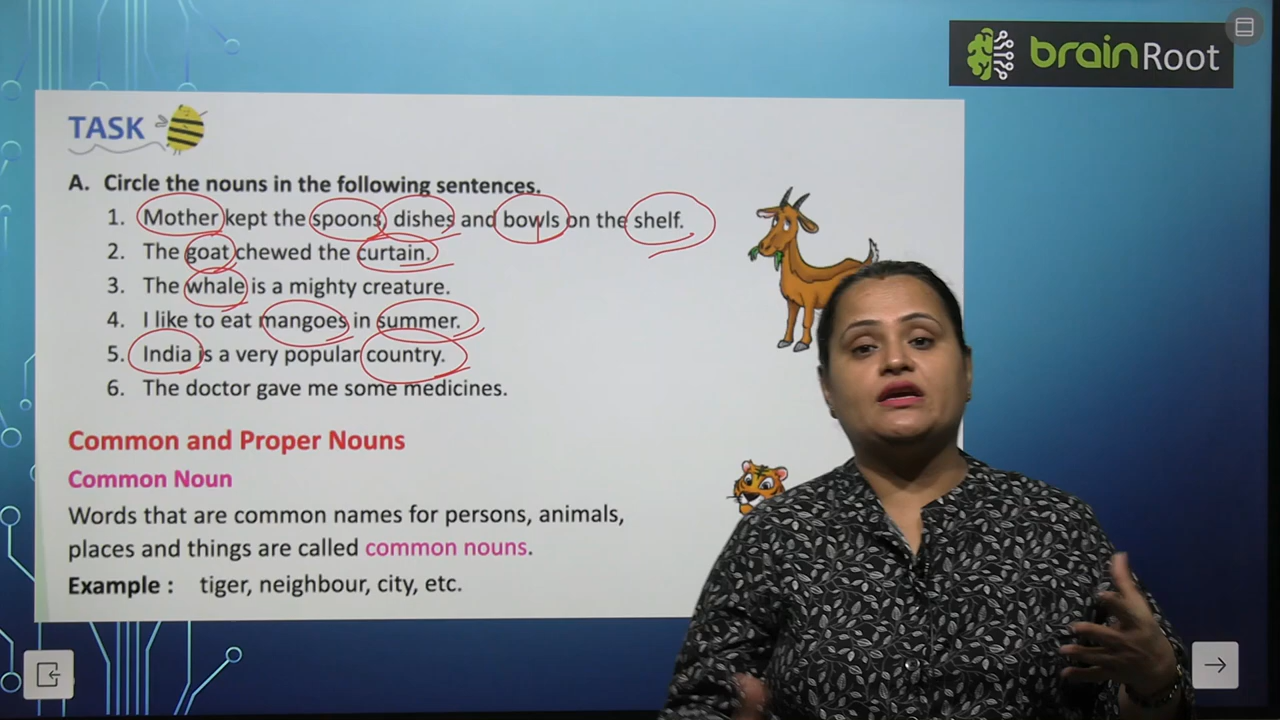 brainRoot
TASK
A. Circle the nouns in the following sentences.
1. Mother kept the spoons, dishes and bowls on the shelf.
2. The goat chewed the curtain.
3. The whale is a mighty creature.
4. I like to eat mangoes in summer.
5. India is a very popular country.
6. The doctor gave me some medicines.
Common and Proper Nouns
Common Noun
Words that are common names for persons, animals,
places and things are called common nouns.
Example : tiger, neighbour, city, etc.